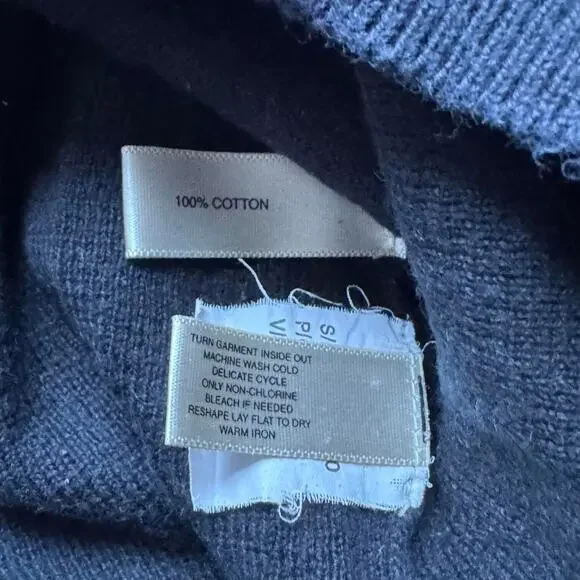 100% COTTON
S/
P/
TURN GARMENT INSIDE OUT
MACHINE WASH COLD
DELICATE CYCLE
ONLY NON-CHLORINE
BLEACH IF NEEDED
RESHAPE LAY FLAT TO DRY
WARM IRON